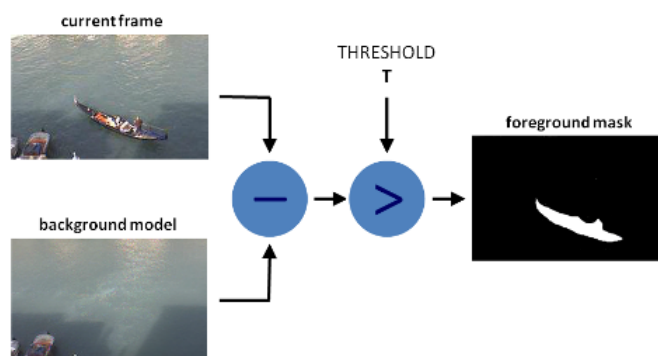 current frame
THRESHOLD
T
foreground mask
−
>
background model